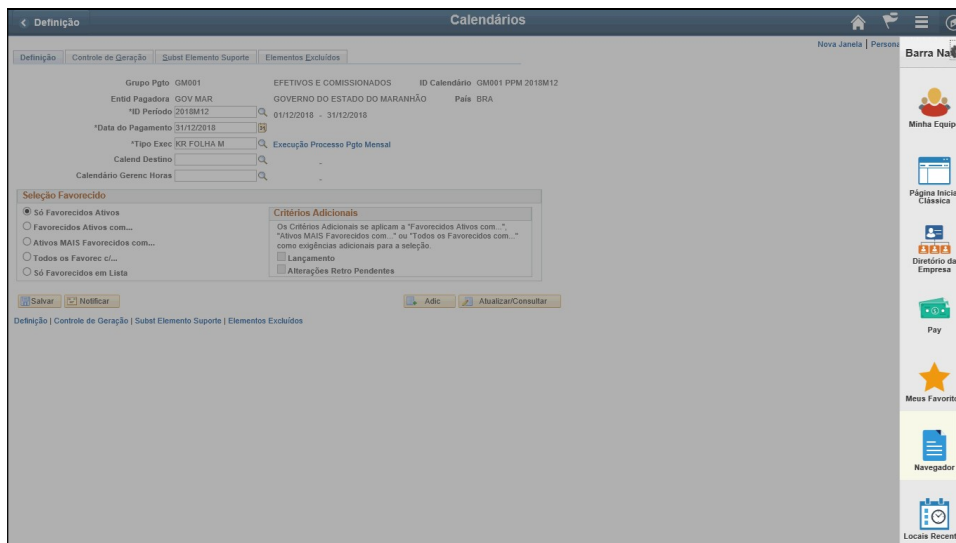 Definição
Calendários
Nova Janela | Persona
Barra Na
Definição Controle de Geração Subst Elemento Suporte Elementos Excluídos
Grupo Pgto GM001 EFETIVOS E COMISSIONADOS ID Calendário GM001 PPM 2018M12
Entid Pagadora GOV MAR GOVERNO DO ESTADO DO MARANHÃO País BRA
*ID Período 2018M12 01/12/2018 - 31/12/2018
*Data do Pagamento 31/12/2018
*Tipo Exec KR FOLHA M Execução Processo Pgto Mensal
Calend Destino -
Calendário Gerenc Horas -
Seleção Favorecido
Só Favorecidos Ativos
Favorecidos Ativos com...
Ativos MAIS Favorecidos com...
Todos os Favorec c/...
Só Favorecidos em Lista
Critérios Adicionais
Os Critérios Adicionais se aplicam a "Favorecidos Ativos com...",
"Ativos MAIS Favorecidos com..." ou "Todos os Favorecidos com..."
como exigências adicionais para a seleção.
Lançamento
Alterações Retro Pendentes
Salvar Notificar Adic Atualizar/Consultar
Definição | Controle de Geração | Subst Elemento Suporte | Elementos Excluídos
Minha Equip
Página Inicia
Clássica
Diretório da
Empresa
Pay
Meus Favorito
Navegador
Locais Recent